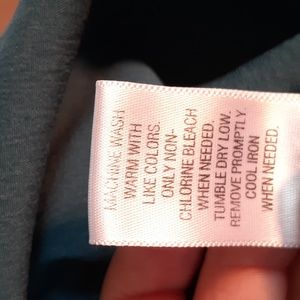 MACHINE WASH
WARM WITH
LIKE COLORS.
ONLY NON-
CHLORINE BLEACH
WHEN NEEDED.
TUMBLE DRY LOW.
REMOVE PROMPTLY.
COOL IRON
WHEN NEEDED.